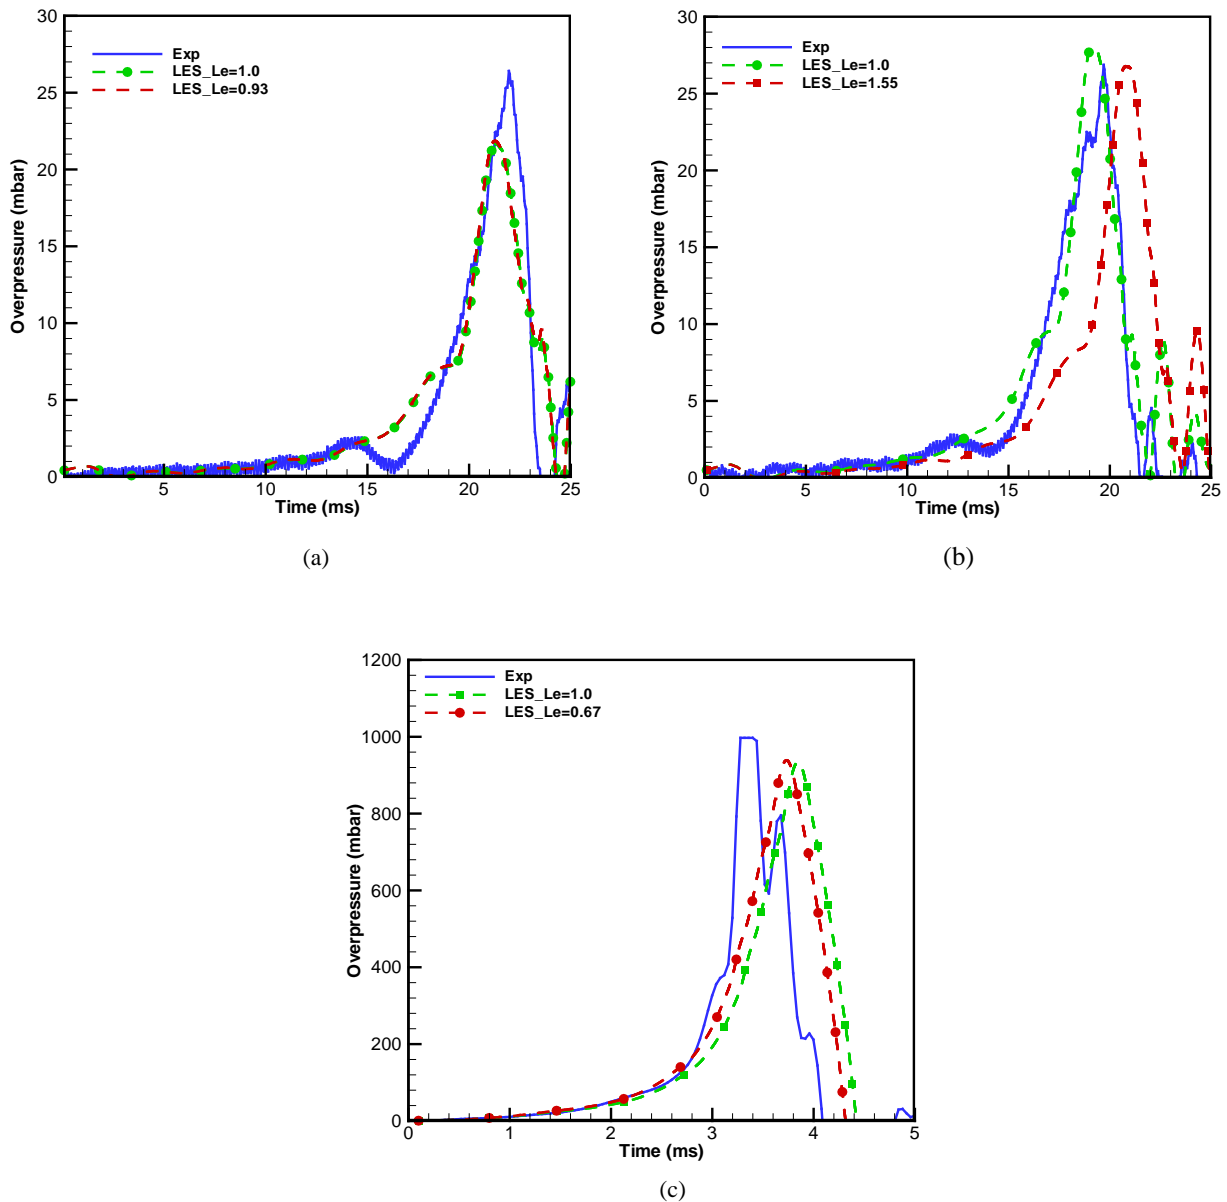 30
25
20
15
10
5
0
Overpressure (mbar)
Exp
LES_Le=1.0
LES_Le=0.93
5
10
15
20
25
Time (ms)
(a)
30
25
20
15
10
5
0
Overpressure (mbar)
Exp
LES_Le=1.0
LES_Le=1.55
0
5
10
15
20
25
Time (ms)
(b)
1200
1000
800
600
400
200
0
Overpressure (mbar)
Exp
LES_Le=1.0
LES_Le=0.67
0
1
2
3
4
5
Time (ms)
(c)